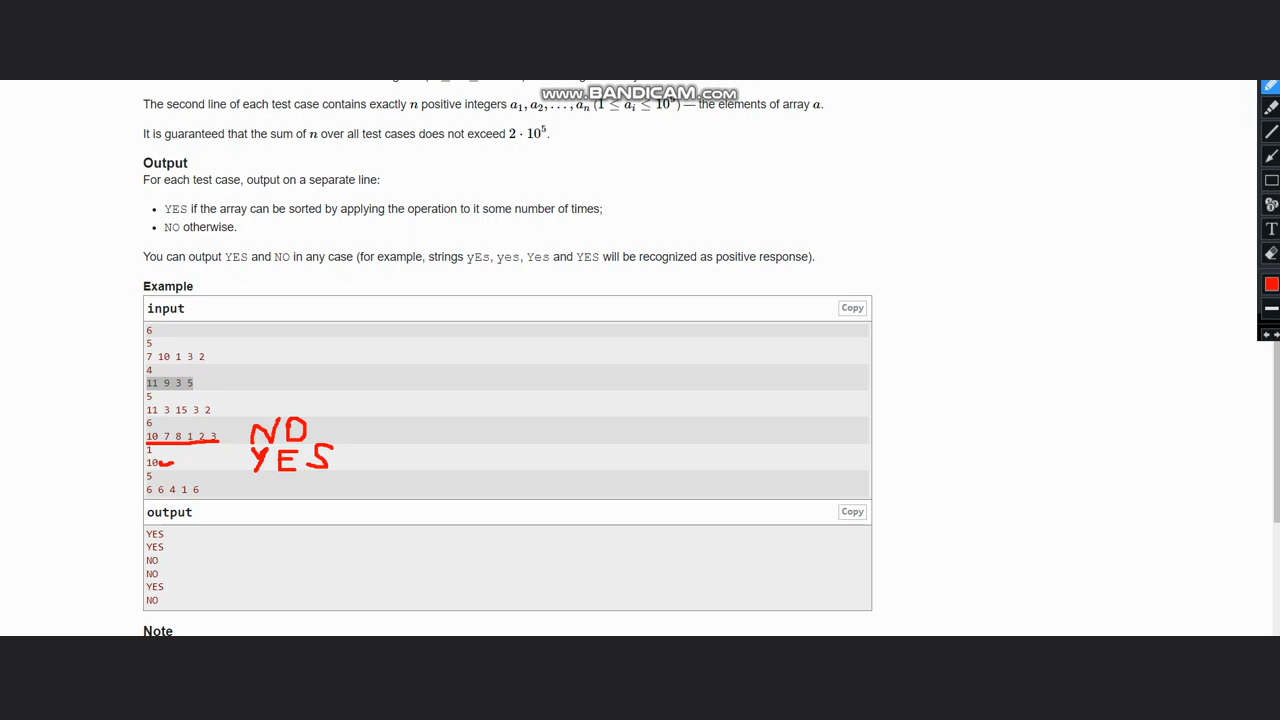 www.BANDICAM.com
The second line of each test case contains exactly n positive integers a₁, a₂, . . . , aₙ (1 ≤ aᵢ ≤ 10⁹) — the elements of array a.
It is guaranteed that the sum of n over all test cases does not exceed 2 · 10⁵.
Output
For each test case, output on a separate line:
• YES if the array can be sorted by applying the operation to it some number of times;
• NO otherwise.
You can output YES and NO in any case (for example, strings yEs, yes, Yes and YES will be recognized as positive response).
Example
input Copy
6
5
7 10 1 3 2
4
11 9 3 5
5
11 3 15 3 2
6
10 7 8 1 2 3 NO
1
10 YES
5
6 6 4 1 6
output Copy
YES
YES
NO
NO
YES
NO
Note
T